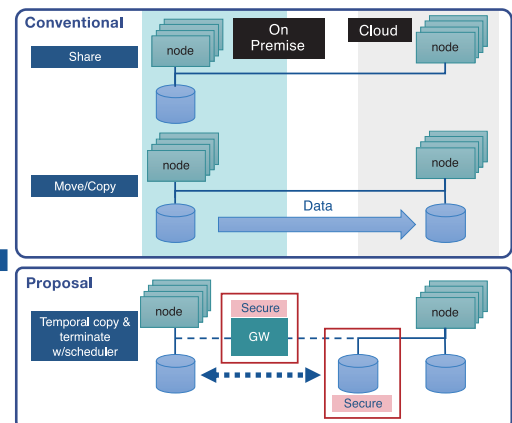 Conventional
On
Premise
Cloud
Share
node
node
Move/Copy
node
node
Data
Proposal
Temporal copy &
terminate
w/scheduler
node
Secure
GW
node
Secure